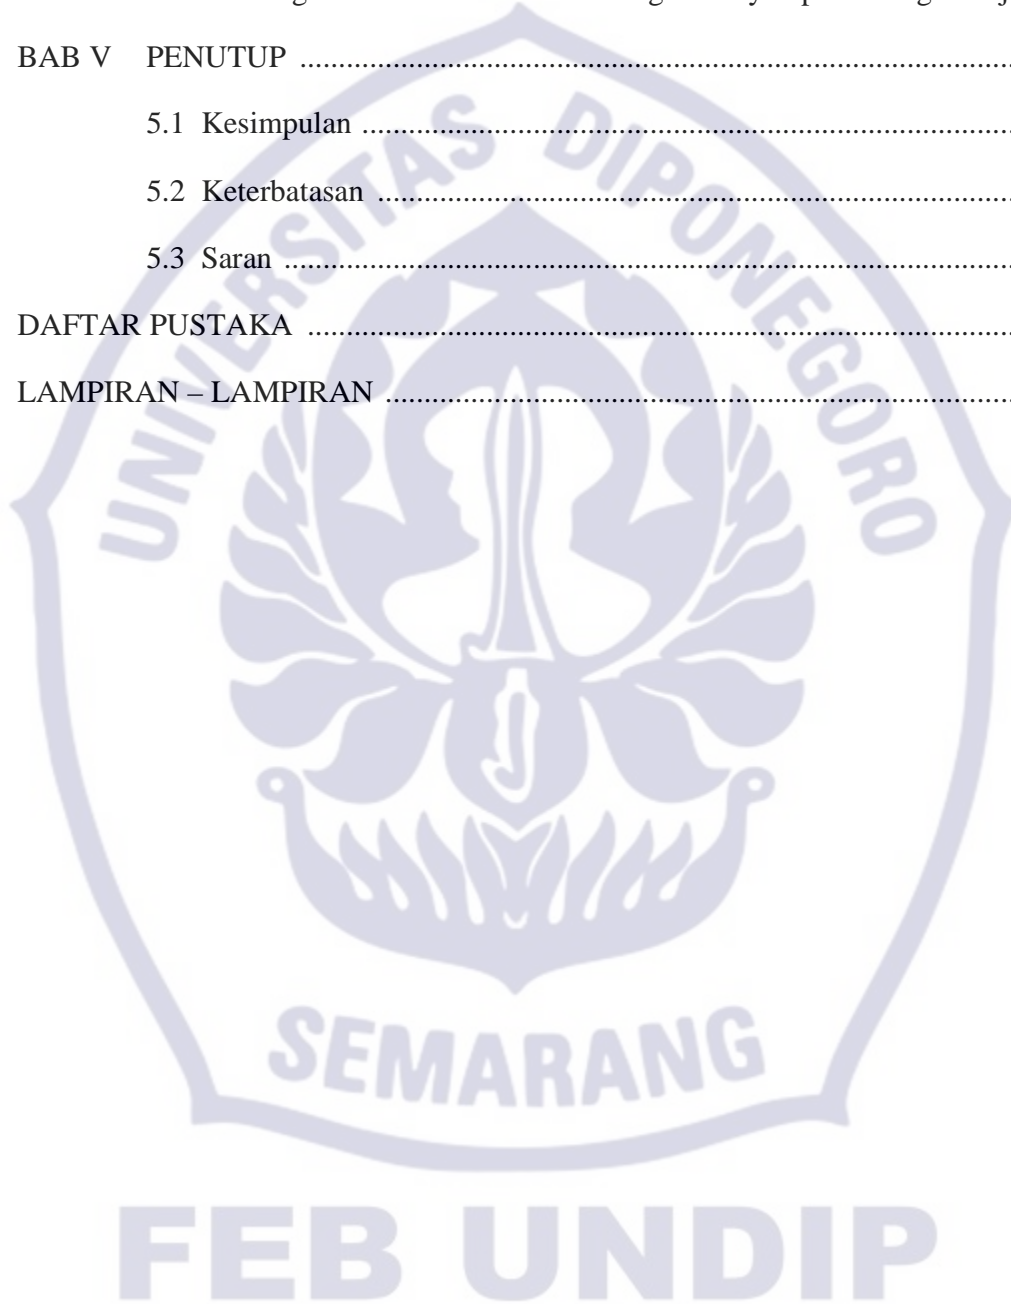 BAB V PENUTUP ........................................................................................
5.1 Kesimpulan ................................................................................
5.2 Keterbatasan ..............................................................................
5.3 Saran ..........................................................................................
DAFTAR PUSTAKA .......................................................................................
LAMPIRAN – LAMPIRAN ..............................................................................
UNIVERSITAS DIPONEGORO
SEMARANG
FEB UNDIP